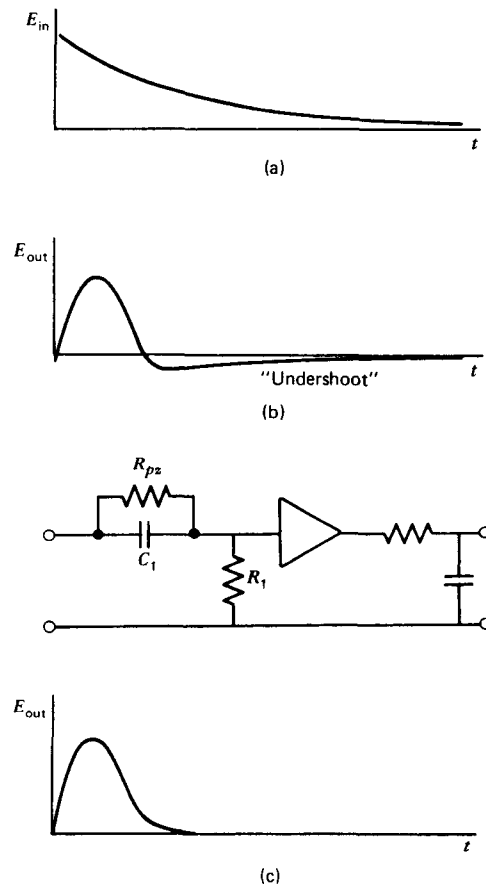 E_in
t
(a)
E_out
"Undershoot"
t
(b)
R_pz
C_1
R_1
E_out
t
(c)